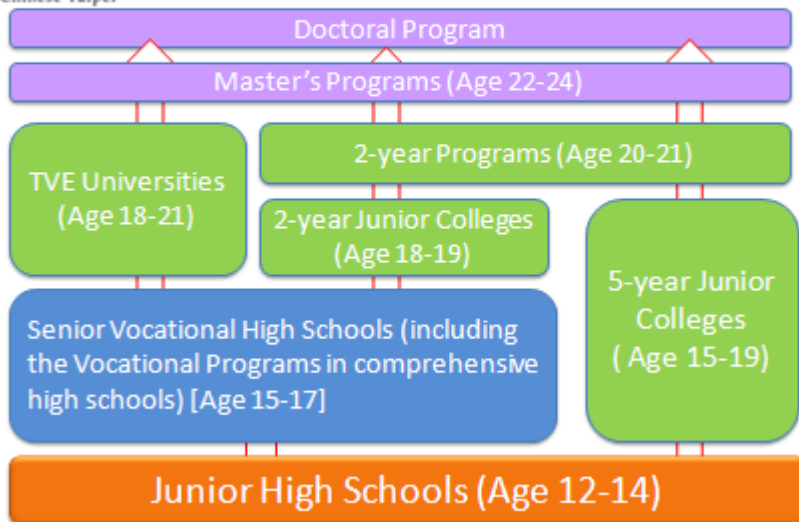 Doctoral Program
Master's Programs (Age 22-24)
TVE Universities
(Age 18-21)
2-year Programs (Age 20-21)
2-year Junior Colleges
(Age 18-19)
5-year Junior
Colleges
( Age 15-19)
Senior Vocational High Schools (including
the Vocational Programs in comprehensive
high schools) [Age 15-17]
Junior High Schools (Age 12-14)